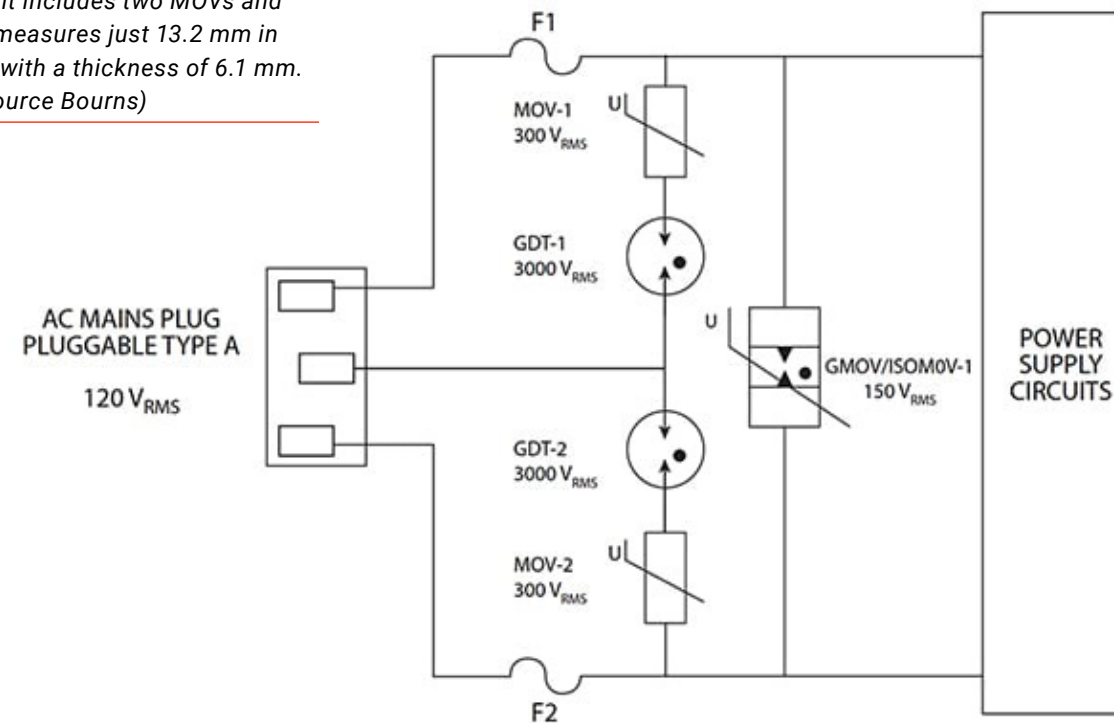 it includes two MOVs and
measures just 13.2 mm in
with a thickness of 6.1 mm.
ource Bourns)
F1
MOV-1
300 VRMS
U
GDT-1
3000 VRMS
AC MAINS PLUG
PLUGGABLE TYPE A
120 VRMS
U
GMOV/ISOM0V-1
150 VRMS
POWER
SUPPLY
CIRCUITS
GDT-2
3000 VRMS
MOV-2
300 VRMS
U
F2